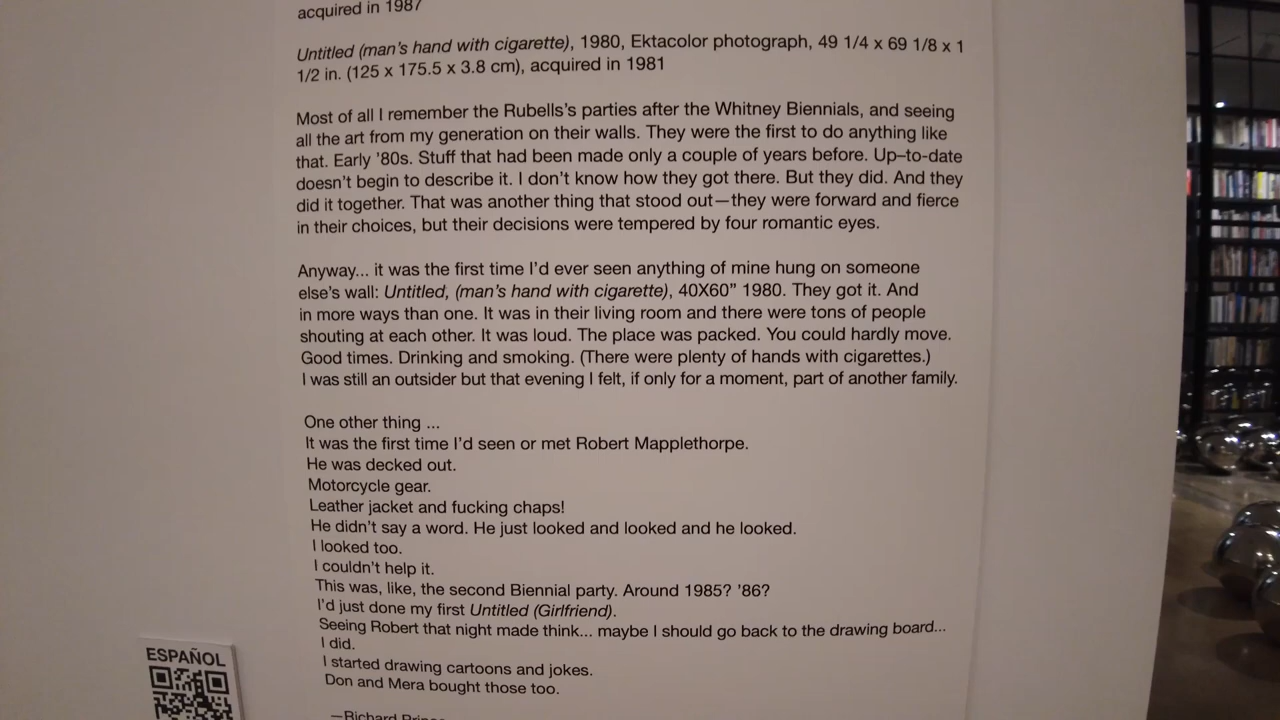 acquired in 1987
Untitled (man's hand with cigarette), 1980, Ektacolor photograph, 49 1/4 x 69 1/8 x 1
1/2 in. (125 x 175.5 x 3.8 cm), acquired in 1981
Most of all I remember the Rubells's parties after the Whitney Biennials, and seeing
all the art from my generation on their walls. They were the first to do anything like
that. Early '80s. Stuff that had been made only a couple of years before. Up–to-date
doesn't begin to describe it. I don't know how they got there. But they did. And they
did it together. That was another thing that stood out—they were forward and fierce
in their choices, but their decisions were tempered by four romantic eyes.
Anyway... it was the first time I'd ever seen anything of mine hung on someone
else's wall: Untitled, (man's hand with cigarette), 40X60" 1980. They got it. And
in more ways than one. It was in their living room and there were tons of people
shouting at each other. It was loud. The place was packed. You could hardly move.
Good times. Drinking and smoking. (There were plenty of hands with cigarettes.)
I was still an outsider but that evening I felt, if only for a moment, part of another family.
One other thing ...
It was the first time I'd seen or met Robert Mapplethorpe.
He was decked out.
Motorcycle gear.
Leather jacket and fucking chaps!
He didn't say a word. He just looked and looked and he looked.
I looked too.
I couldn't help it.
This was, like, the second Biennial party. Around 1985? '86?
I'd just done my first Untitled (Girlfriend).
Seeing Robert that night made think... maybe I should go back to the drawing board...
I did.
I started drawing cartoons and jokes.
Don and Mera bought those too.
—Richard Prince
ESPAÑOL